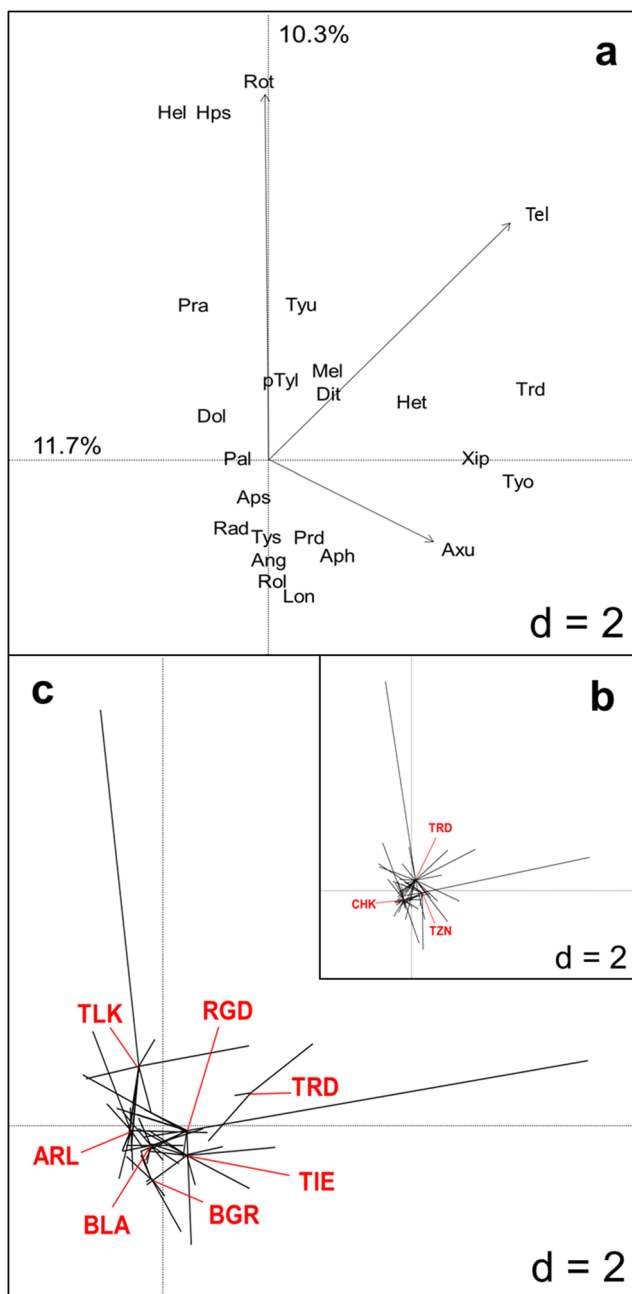 10.3%
a
Rot
Hel Hps
Tel
Pra
Tyu
Mel
pTyl
Dit
Het
Trd
Dol
11.7%
Pal
Xip
Tyo
Aps
Rad
Tys
Prd
Axu
Ang
Aph
Rol
Lon
d = 2
c
b
TRD
CHK
TZN
d = 2
TLK
RGD
TRD
ARL
TIE
BLA
BGR
d = 2